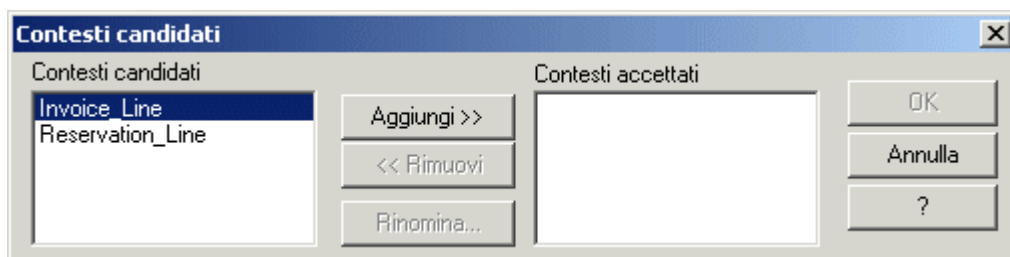 Contesti candidati
Contesti candidati
Invoice_Line
Reservation_Line
Aggiungi >>
<< Rimuovi
Rinomina...
Contesti accettati
OK
Annulla
?